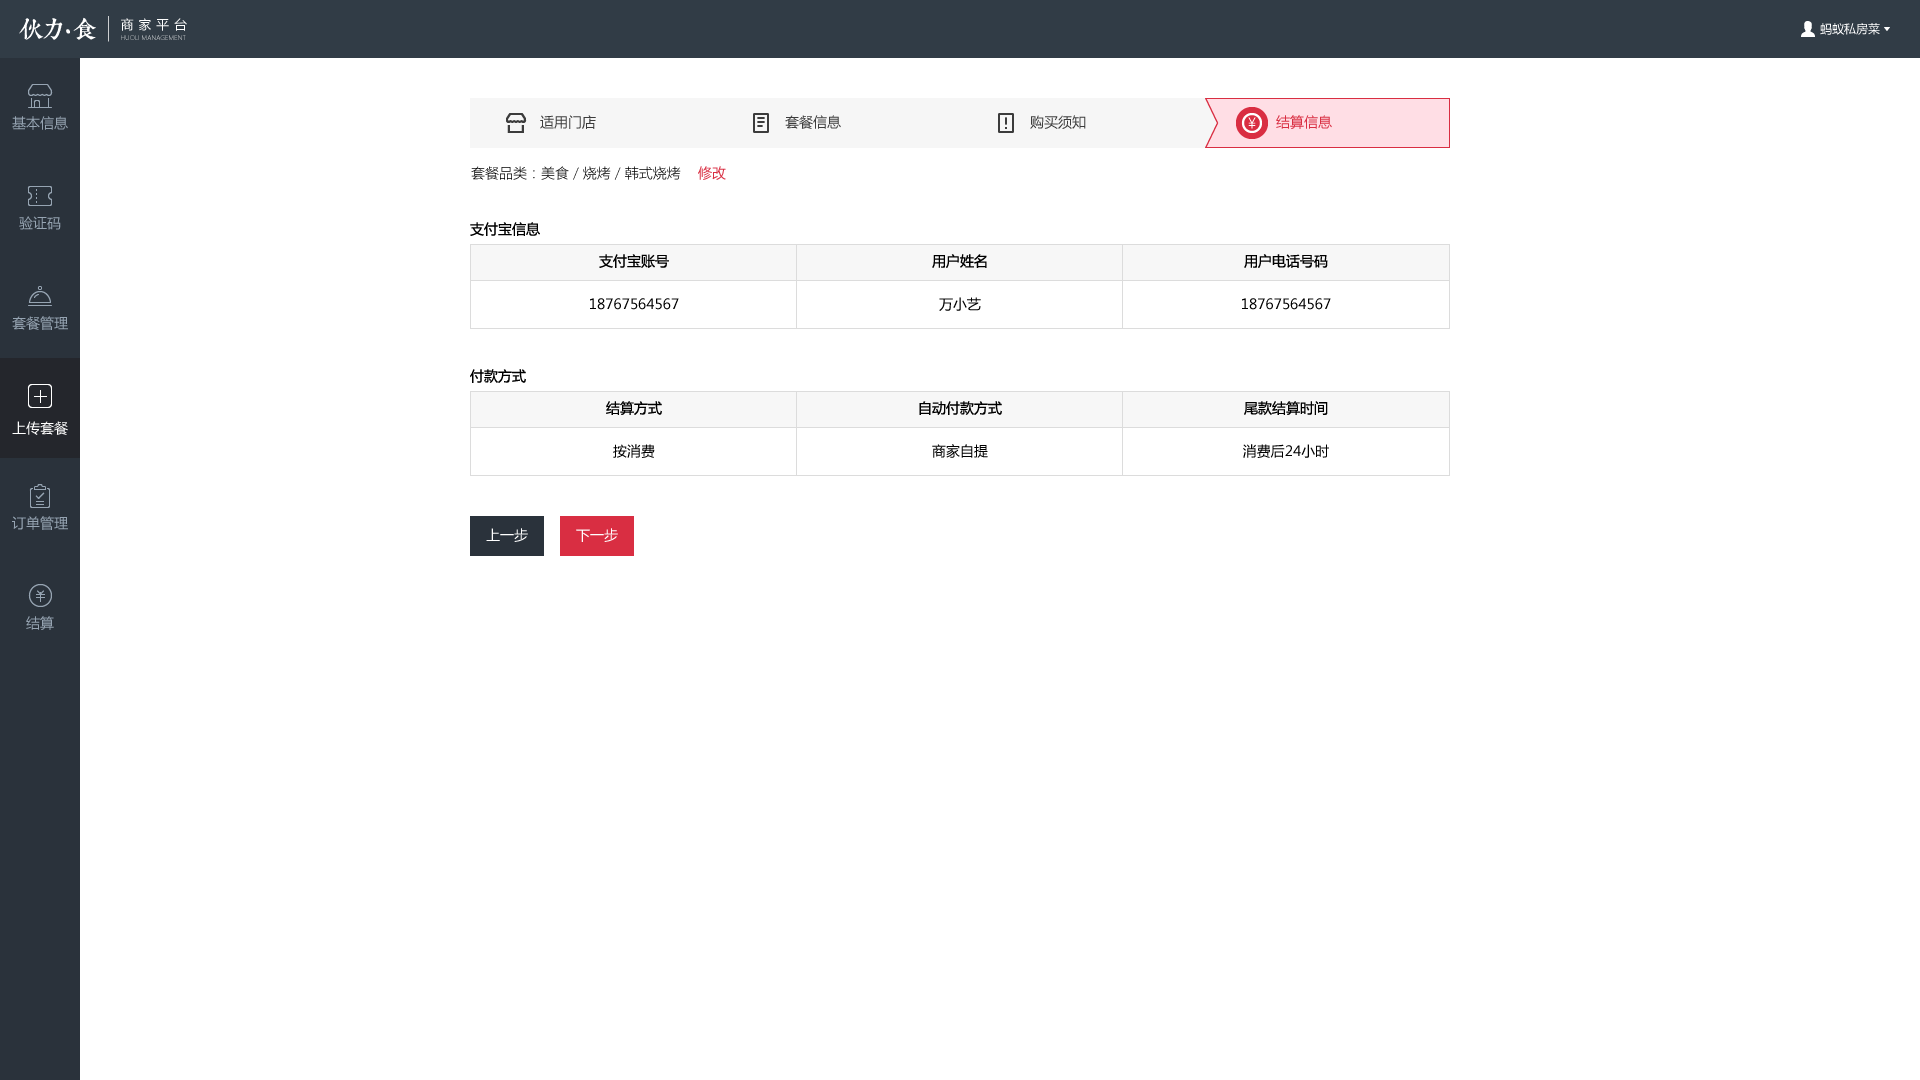 伙力·食 商家平台
HUOLI MANAGEMENT
蚂蚁私房菜
基本信息
验证码
套餐管理
上传套餐
订单管理
结算
适用门店 套餐信息 购买须知 结算信息
套餐品类：美食 / 烧烤 / 韩式烧烤 修改
支付宝信息
支付宝账号 用户姓名 用户电话号码
18767564567 万小艺 18767564567
付款方式
结算方式 自动付款方式 尾款结算时间
按消费 商家自提 消费后24小时
上一步 下一步